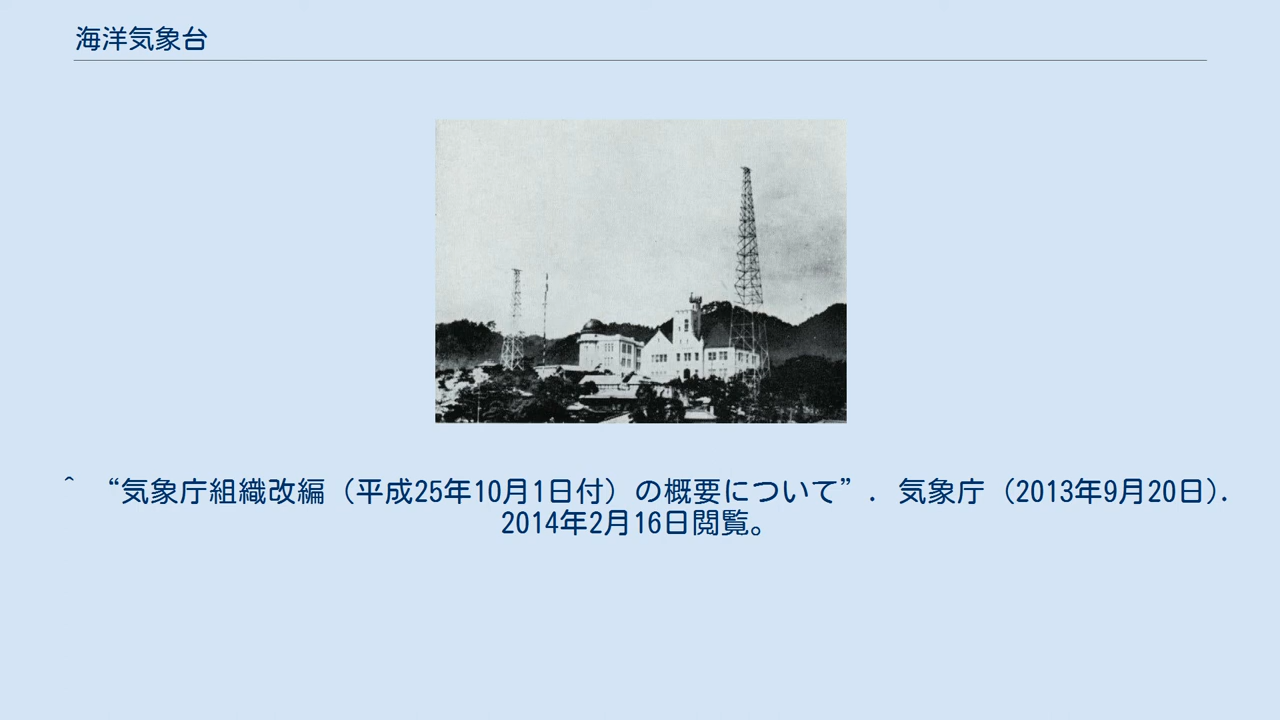 海洋気象台
^ “気象庁組織改編（平成25年10月1日付）の概要について”. 気象庁 (2013年9月20日).
2014年2月16日閲覧。